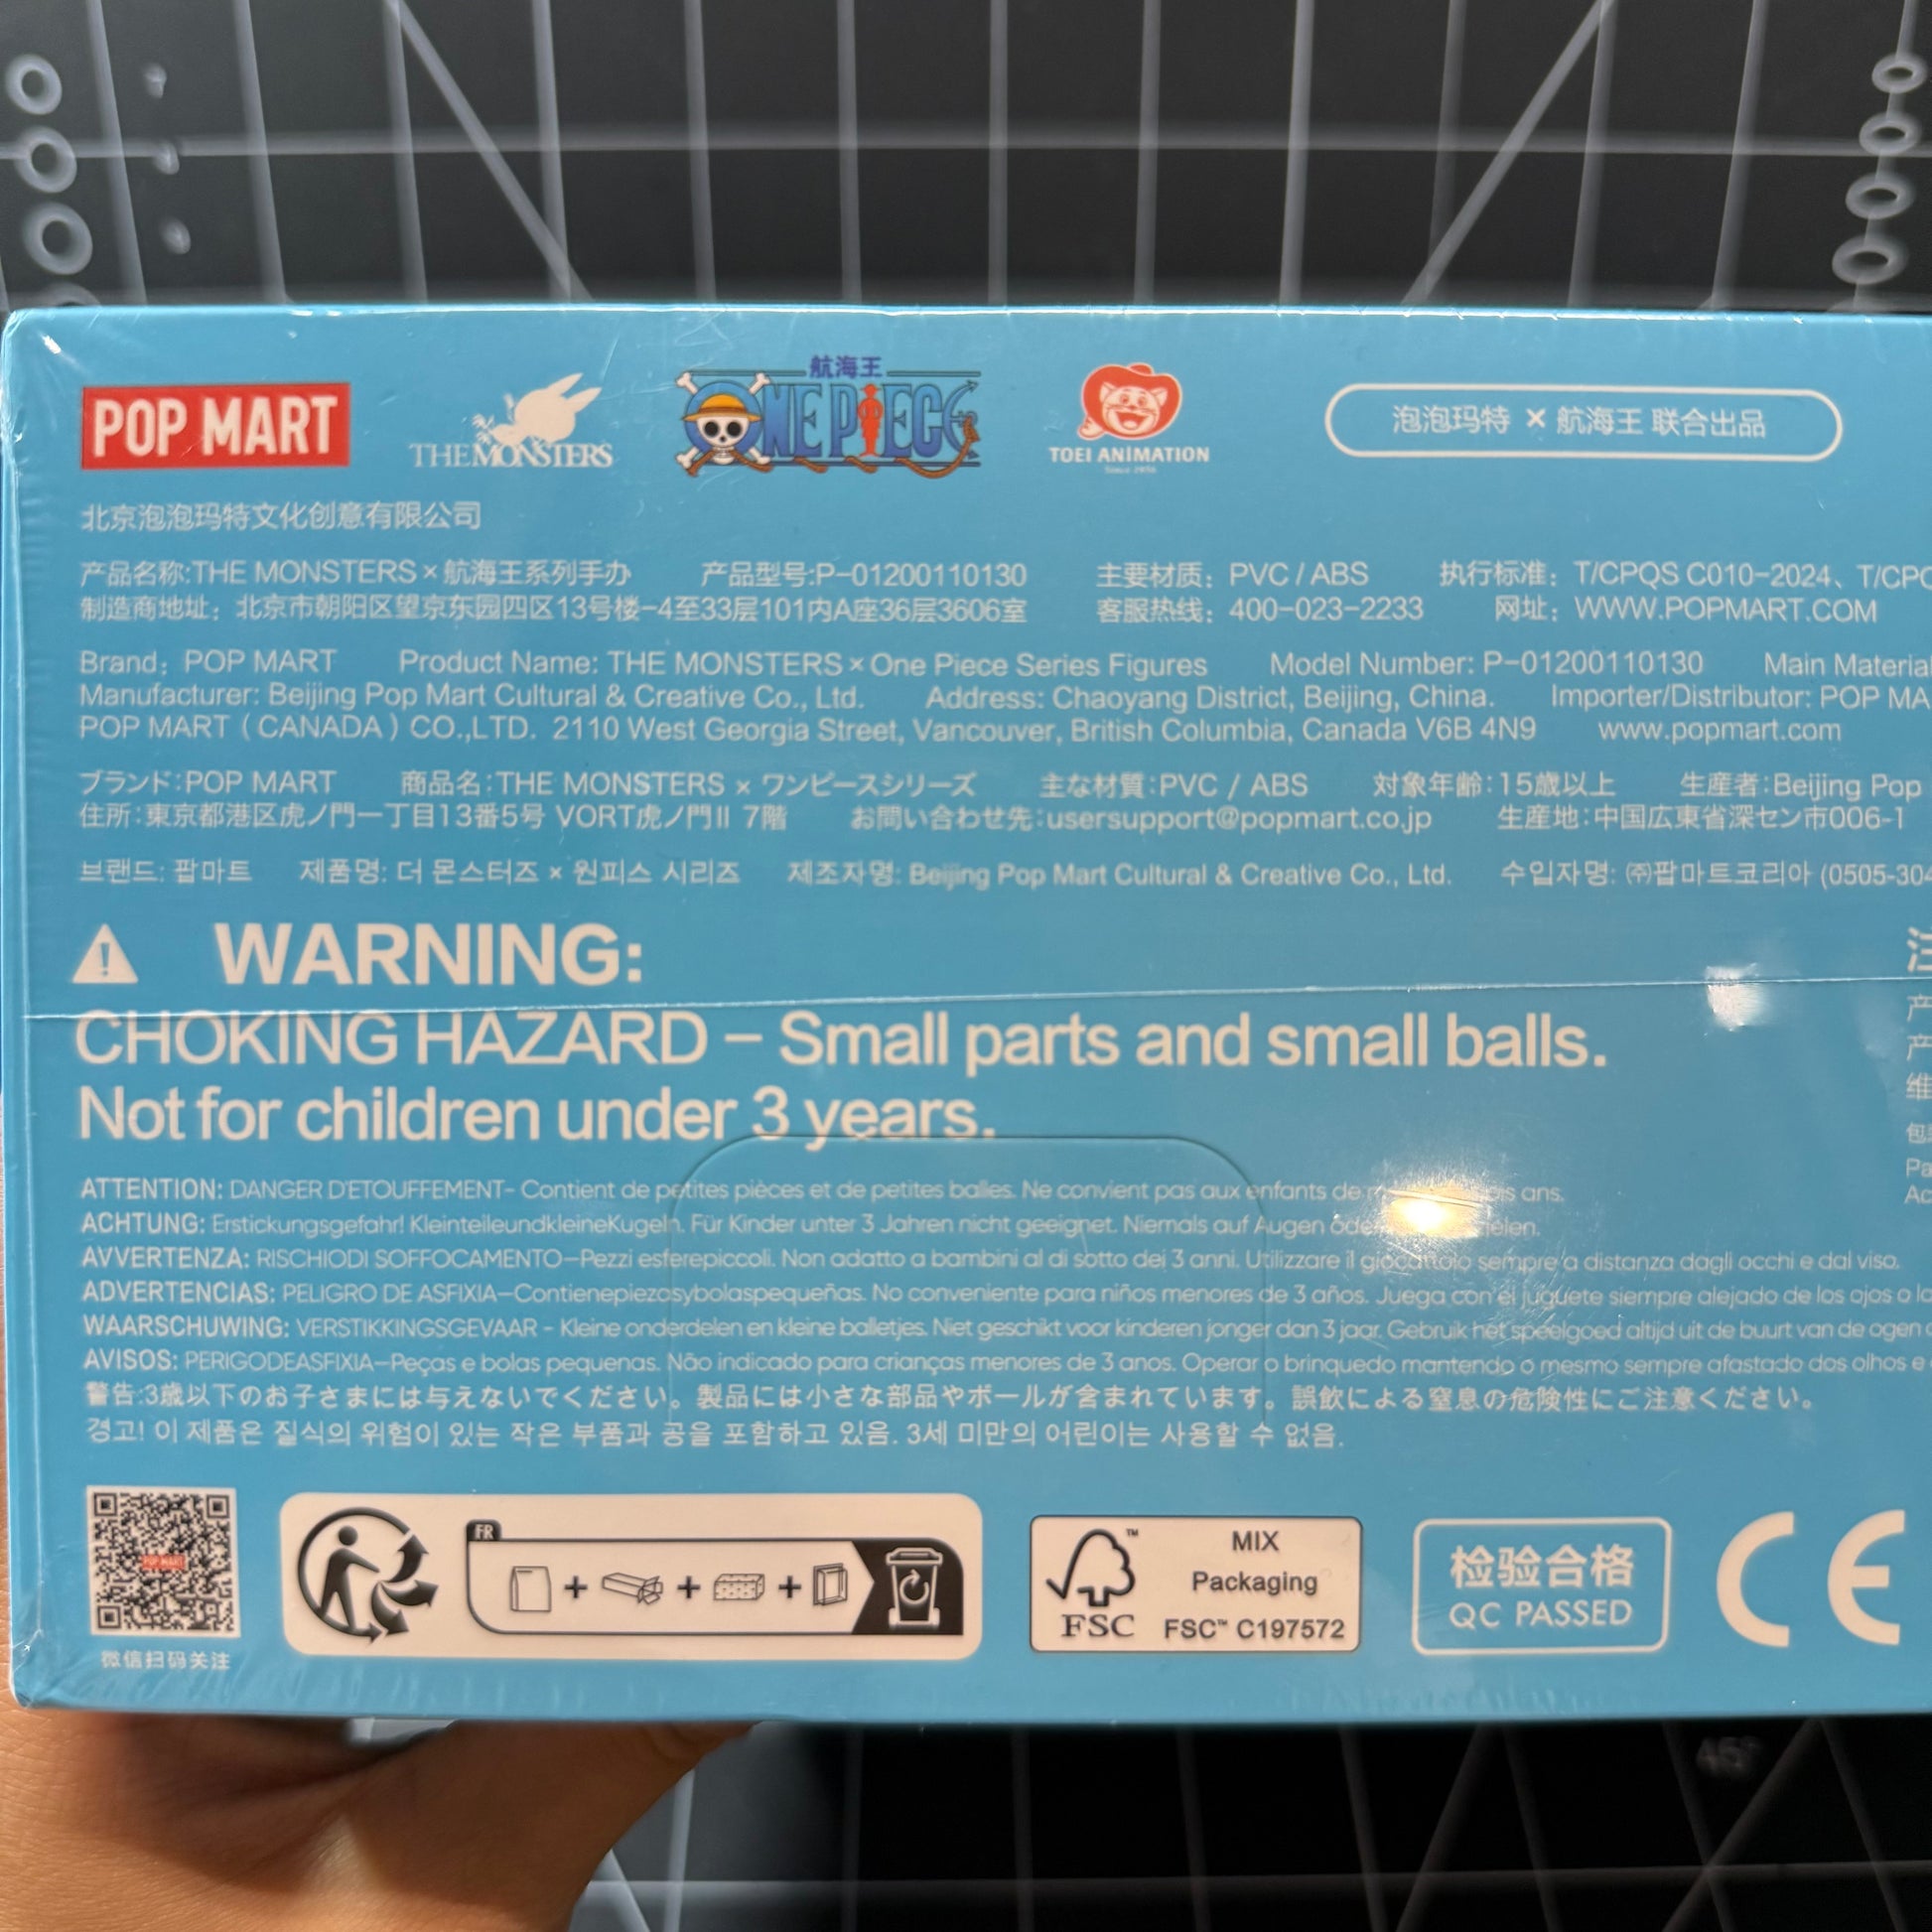 POP MART
THE MONSTERS
航海王
ONE PIECE
TOEI ANIMATION
Since 1956
泡泡玛特 × 航海王 联合出品
北京泡泡玛特文化创意有限公司
产品名称:THE MONSTERS×航海王系列手办 产品型号:P-01200110130 主要材质：PVC / ABS 执行标准：T/CPQS C010-2024、
制造商地址：北京市朝阳区望京东园四区13号楼-4至33层101内A座36层3606室 客服热线：400-023-2233 网址：WWW.POPMART.COM
Brand：POP MART Product Name: THE MONSTERS×One Piece Series Figures Model Number: P-01200110130 Main
Manufacturer: Beijing Pop Mart Cultural & Creative Co., Ltd. Address: Chaoyang District, Beijing, China. Importer/Distributor: POP
POP MART ( CANADA ) CO.,LTD. 2110 West Georgia Street, Vancouver, British Columbia, Canada V6B 4N9 www.popmart.com
ブランド:POP MART 商品名:THE MONSTERS × ワンピースシリーズ 主な材質:PVC / ABS 対象年齢:15歳以上 生産者:Beijing Pop
住所:東京都港区虎ノ門一丁目13番5号 VORT虎ノ門II 7階 お問い合わせ先:usersupport@popmart.co.jp 生産地:中国広東省深セン市006-1
브랜드: 팝마트 제품명: 더 몬스터즈 × 원피스 시리즈 제조자명: Beijing Pop Mart Cultural & Creative Co., Ltd. 수입자명: ㈜팝마트코리아 (0505-304
WARNING:
CHOKING HAZARD – Small parts and small balls.
Not for children under 3 years.
ATTENTION: DANGER D'ETOUFFEMENT- Contient de petites pièces et de petites balles. Ne convient pas aux enfants de ans.
ACHTUNG: Erstickungsgefahr! KleinteileundkleineKugeln. Für Kinder unter 3 Jahren nicht geeignet. Niemals auf Augen
AVVERTENZA: RISCHIODI SOFFOCAMENTO–Pezzi esferepiccoli. Non adatto a bambini al di sotto dei 3 anni. Utilizzare il giocattolo sempre a distanza dagli occhi e dal viso.
ADVERTENCIAS: PELIGRO DE ASFIXIA–Contienepiezasybolaspequeñas. No conveniente para niños menores de 3 años. Juega con el juguete siempre alejado de los ojos o
WAARSCHUWING: VERSTIKKINGSGEVAAR - Kleine onderdelen en kleine balletjes. Niet geschikt voor kinderen jonger dan 3 jaar. Gebruik het speelgoed altijd uit de buurt van de ogen
AVISOS: PERIGODEASFIXIA–Peças e bolas pequenas. Não indicado para crianças menores de 3 anos. Operar o brinquedo mantendo o mesmo sempre afastado dos olhos e
警告:3歳以下のお子さまには与えないでください。製品には小さな部品やボールが含まれています。誤飲による窒息の危険性にご注意ください。
경고! 이 제품은 질식의 위험이 있는 작은 부품과 공을 포함하고 있음. 3세 미만의 어린이는 사용할 수 없음.
POP MART
微信扫码关注
FR
FSC™
MIX
Packaging
FSC™ C197572
检验合格
QC PASSED
CE
45°